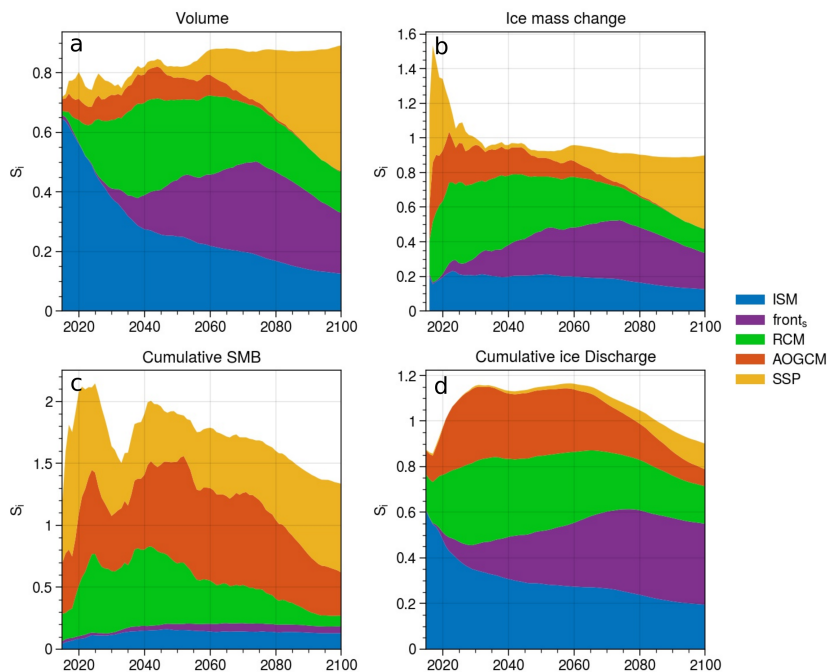 Volume
a
0.8
0.6
0.4
0.2
0
Sᵢ
2020 2040 2060 2080 2100
Ice mass change
b
1.6
1.4
1.2
1.0
0.8
0.6
0.4
0.2
0
Sᵢ
2020 2040 2060 2080 2100
Cumulative SMB
c
2
1.5
1
0.5
0
Sᵢ
2020 2040 2060 2080 2100
Cumulative ice Discharge
d
1.2
1
0.8
0.6
0.4
0.2
0
Sᵢ
2020 2040 2060 2080 2100
ISM
frontₛ
RCM
AOGCM
SSP